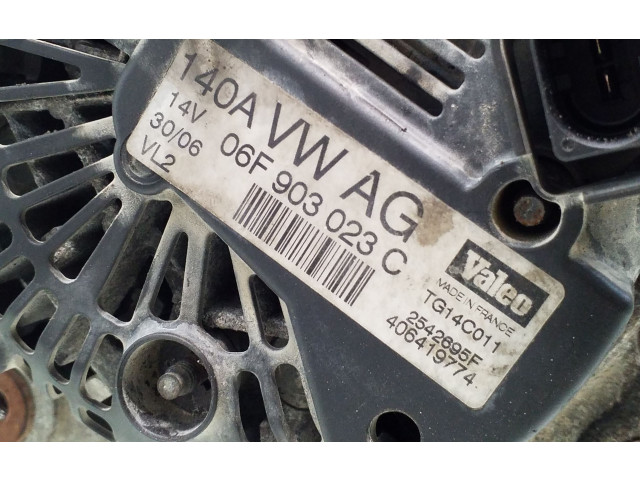 140A VW AG
14V 06F 903 023 C
30/06
VL2
Valeo
MADE IN FRANCE
TG14C011
2542695F
406419774